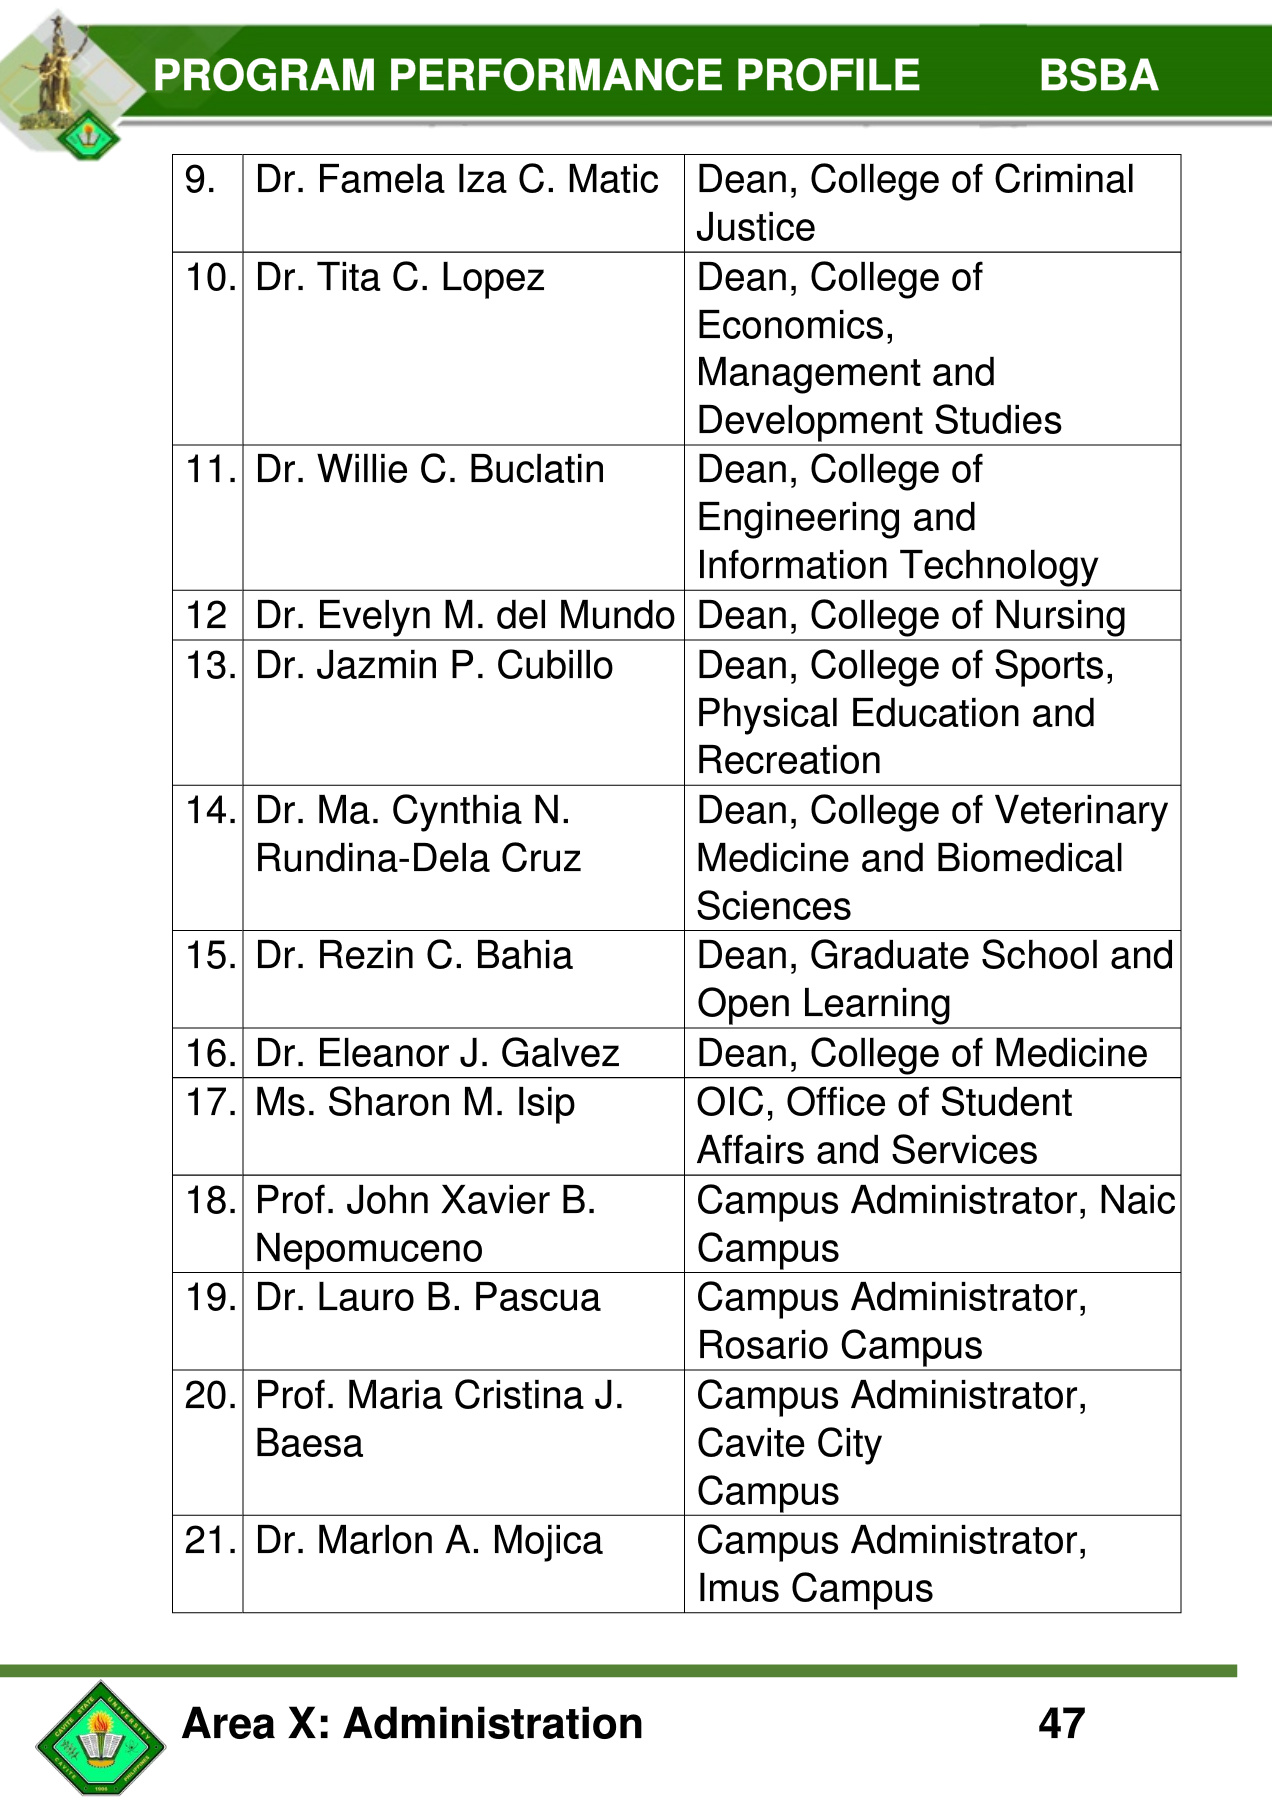 PROGRAM PERFORMANCE PROFILE BSBA
9. Dr. Famela Iza C. Matic Dean, College of Criminal
Justice
10. Dr. Tita C. Lopez Dean, College of
Economics,
Management and
Development Studies
11. Dr. Willie C. Buclatin Dean, College of
Engineering and
Information Technology
12 Dr. Evelyn M. del Mundo Dean, College of Nursing
13. Dr. Jazmin P. Cubillo Dean, College of Sports,
Physical Education and
Recreation
14. Dr. Ma. Cynthia N. Dean, College of Veterinary
Rundina-Dela Cruz Medicine and Biomedical
Sciences
15. Dr. Rezin C. Bahia Dean, Graduate School and
Open Learning
16. Dr. Eleanor J. Galvez Dean, College of Medicine
17. Ms. Sharon M. Isip OIC, Office of Student
Affairs and Services
18. Prof. John Xavier B. Campus Administrator, Naic
Nepomuceno Campus
19. Dr. Lauro B. Pascua Campus Administrator,
Rosario Campus
20. Prof. Maria Cristina J. Campus Administrator,
Baesa Cavite City
Campus
21. Dr. Marlon A. Mojica Campus Administrator,
Imus Campus
CAVITE STATE UNIVERSITY
CAVITE PHILIPPINES
1906
Area X: Administration 47